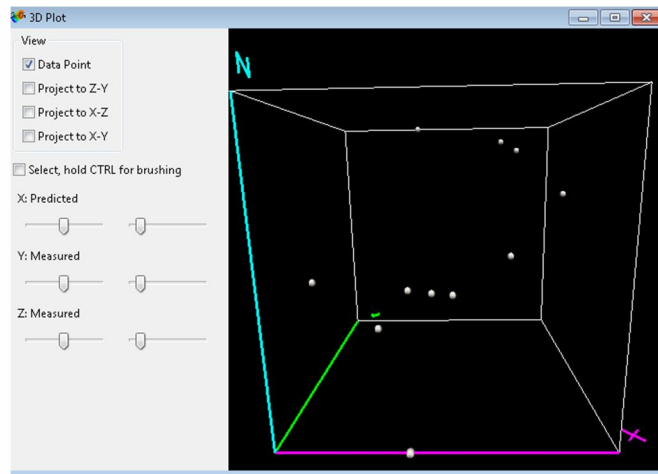 3D Plot
View
Data Point
Project to Z-Y
Project to X-Z
Project to X-Y
Select, hold CTRL for brushing
X: Predicted
Y: Measured
Z: Measured
N
X